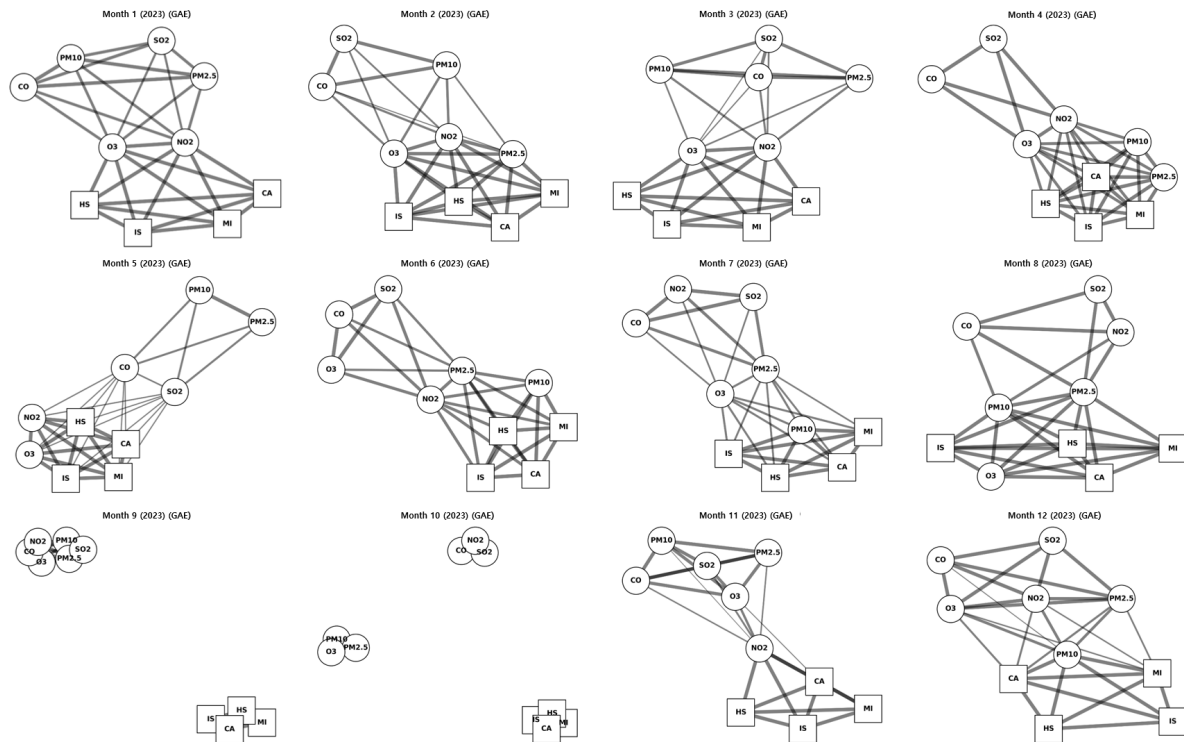 Month 1 (2023) (GAE)
SO2
PM10
PM2.5
CO
O3
NO2
HS
CA
IS
MI
Month 2 (2023) (GAE)
SO2
PM10
CO
NO2
O3
PM2.5
MI
HS
IS
CA
Month 3 (2023) (GAE)
SO2
PM10
CO
PM2.5
O3
NO2
HS
CA
IS
MI
Month 4 (2023) (GAE)
SO2
CO
NO2
O3
PM10
CA
PM2.5
HS
MI
IS
Month 5 (2023) (GAE)
PM10
PM2.5
CO
SO2
NO2
HS
CA
O3
IS
MI
Month 6 (2023) (GAE)
SO2
CO
O3
PM2.5
PM10
NO2
HS
MI
IS
CA
Month 7 (2023) (GAE)
NO2
SO2
CO
PM2.5
O3
PM10
MI
IS
CA
HS
Month 8 (2023) (GAE)
SO2
CO
NO2
PM2.5
PM10
IS
HS
MI
O3
CA
Month 9 (2023) (GAE)
NO2
PM10
CO
SO2
PM2.5
O3
HS
IS
MI
CA
Month 10 (2023) (GAE)
NO2
CO
SO2
PM10
PM2.5
O3
HS
IS
MI
CA
Month 11 (2023) (GAE)
PM10
PM2.5
SO2
CO
O3
NO2
CA
HS
MI
IS
Month 12 (2023) (GAE)
SO2
CO
NO2
PM2.5
O3
PM10
CA
MI
HS
IS